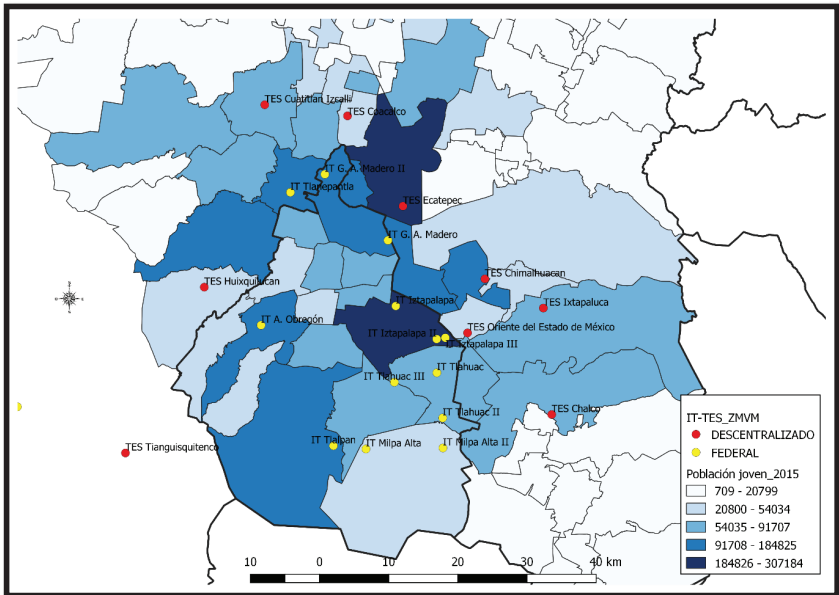 TES Cuatitlan Izcalli
TES Coacalco
IT G. A. Madero II
IT Tlanepantla
TES Ecatepec
IT G. A. Madero
TES Huixquilucan
TES Chimalhuacan
IT Iztapalapa
TES Ixtapaluca
IT A. Obregón
IT Iztapalapa II
TES Oriente del Estado de México
IT Iztapalapa III
IT Tlahuac
IT Tlahuac III
TES Chalco
IT Tlahuac II
IT Tlalpan
IT Milpa Alta
IT Milpa Alta II
TES Tianguisquitenco
IT-TES_ZMVM
DESCENTRALIZADO
FEDERAL
Población joven_2015
709 - 20799
20800 - 54034
54035 - 91707
91708 - 184825
184826 - 307184
10 0 10 20 30 40 km